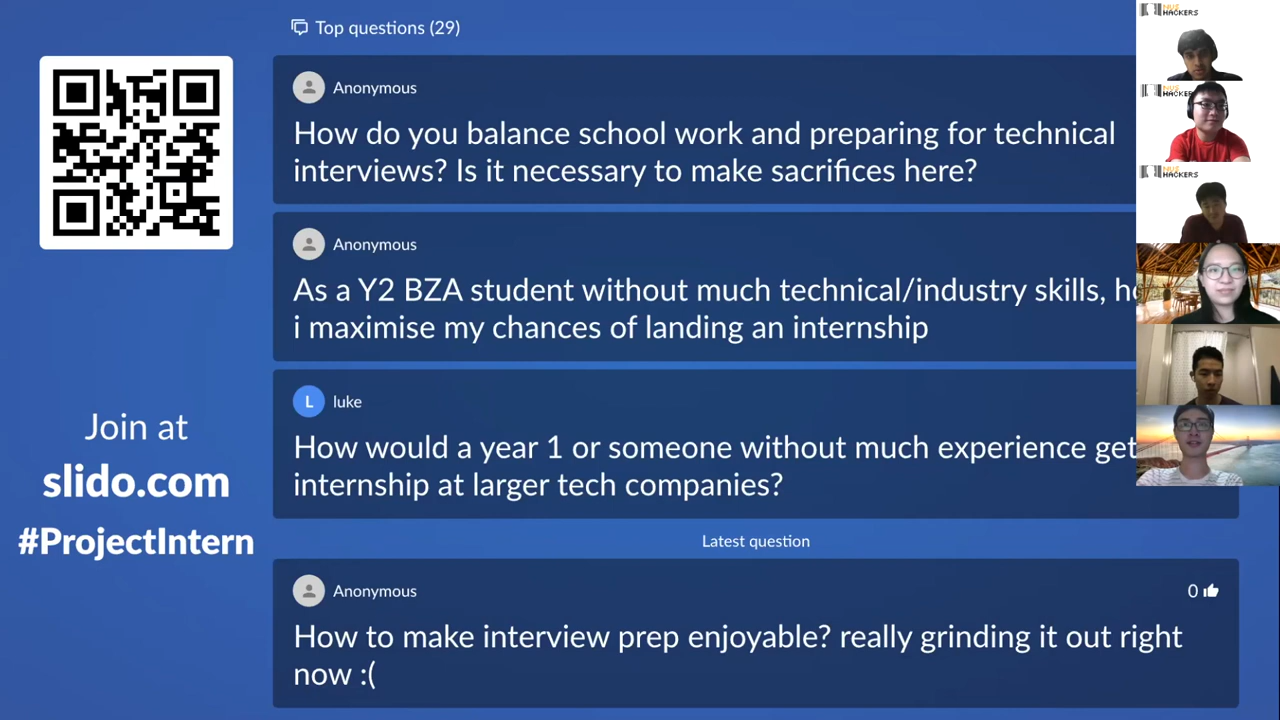 Top questions (29)
Anonymous
How do you balance school work and preparing for technical
interviews? Is it necessary to make sacrifices here?
Anonymous
As a Y2 BZA student without much technical/industry skills,
i maximise my chances of landing an internship
L luke
How would a year 1 or someone without much experience get
internship at larger tech companies?
Latest question
Anonymous
0
How to make interview prep enjoyable? really grinding it out right
now :(
Join at
slido.com
#ProjectIntern
NUS
HACKERS
HACKERS
HACKERS